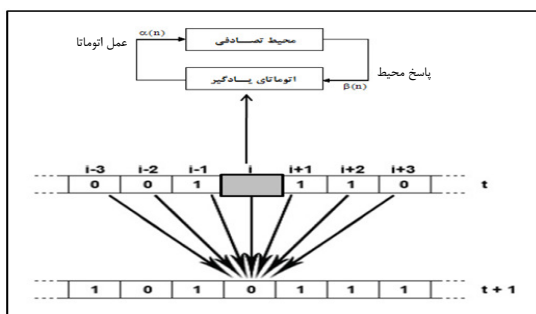 محیط تصادفی
α(n)
عمل اتوماتا
اتوماتای یادگیر
پاسخ محیط
β(n)
i-3 i-2 i-1 i i+1 i+2 i+3
0 0 1 1 1 0 t
1 0 1 0 1 1 1 t + 1